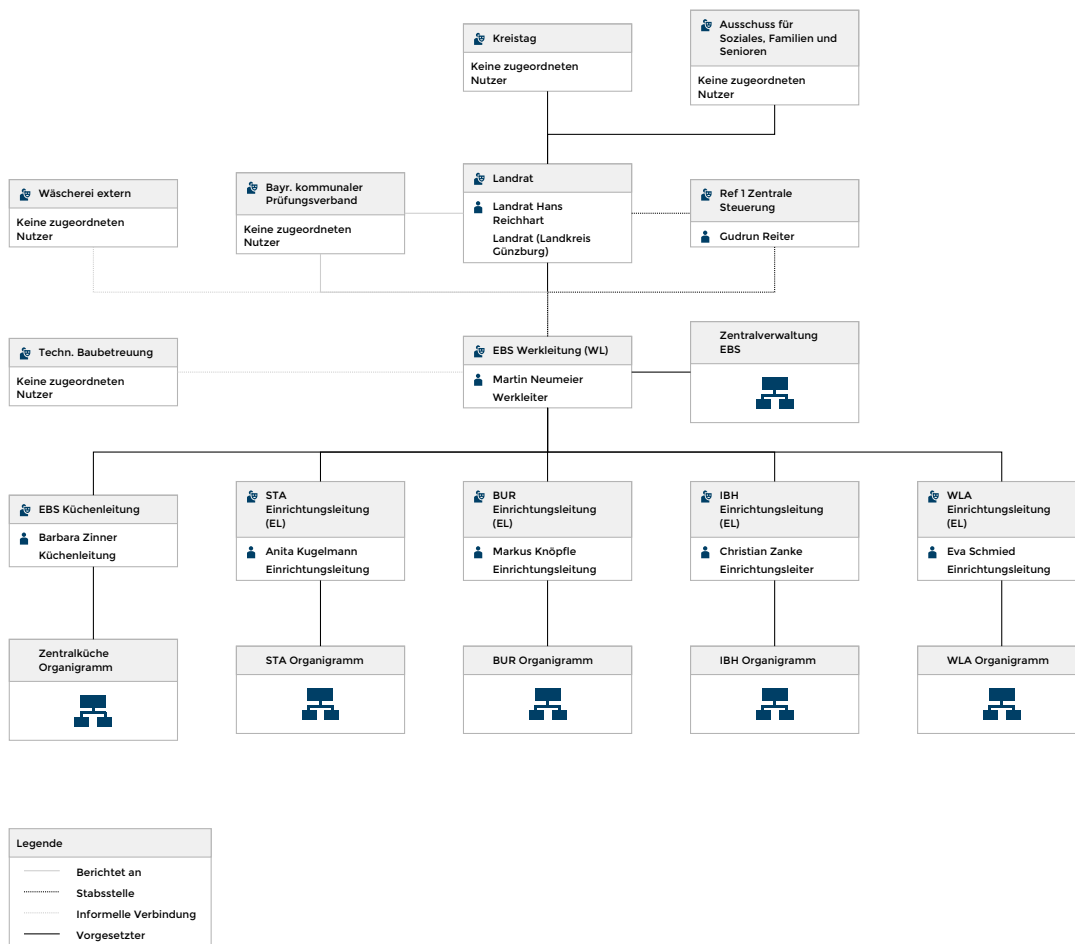 Kreistag
Keine zugeordneten
Nutzer
Ausschuss für
Soziales, Familien und
Senioren
Keine zugeordneten
Nutzer
Wäscherei extern
Keine zugeordneten
Nutzer
Bayr. kommunaler
Prüfungsverband
Keine zugeordneten
Nutzer
Landrat
Landrat Hans
Reichhart
Landrat (Landkreis
Günzburg)
Ref 1 Zentrale
Steuerung
Gudrun Reiter
Techn. Baubetreuung
Keine zugeordneten
Nutzer
EBS Werkleitung (WL)
Martin Neumeier
Werkleiter
Zentralverwaltung
EBS
EBS Küchenleitung
Barbara Zinner
Küchenleitung
STA
Einrichtungsleitung
(EL)
Anita Kugelmann
Einrichtungsleitung
BUR
Einrichtungsleitung
(EL)
Markus Knöpfle
Einrichtungsleitung
IBH
Einrichtungsleitung
(EL)
Christian Zanke
Einrichtungsleiter
WLA
Einrichtungsleitung
(EL)
Eva Schmied
Einrichtungsleitung
Zentralküche
Organigramm
STA Organigramm
BUR Organigramm
IBH Organigramm
WLA Organigramm
Legende
Berichtet an
Stabsstelle
Informelle Verbindung
Vorgesetzter